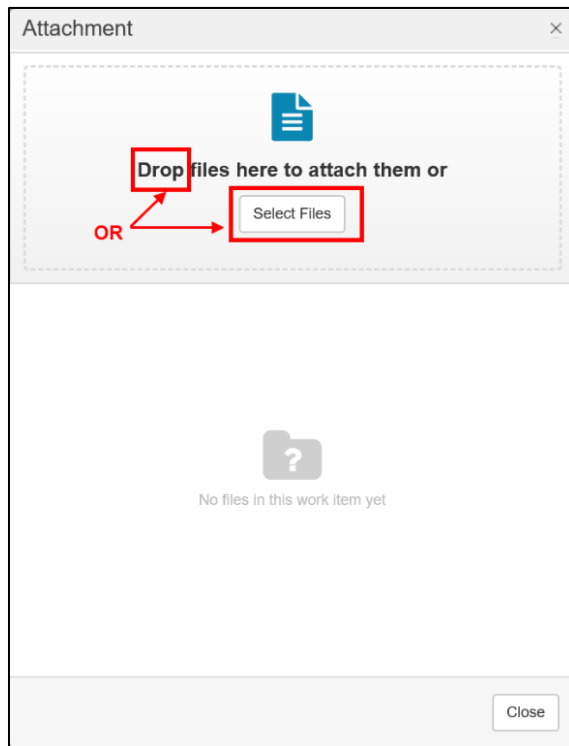 Attachment
Drop files here to attach them or
Select Files
OR
No files in this work item yet
Close